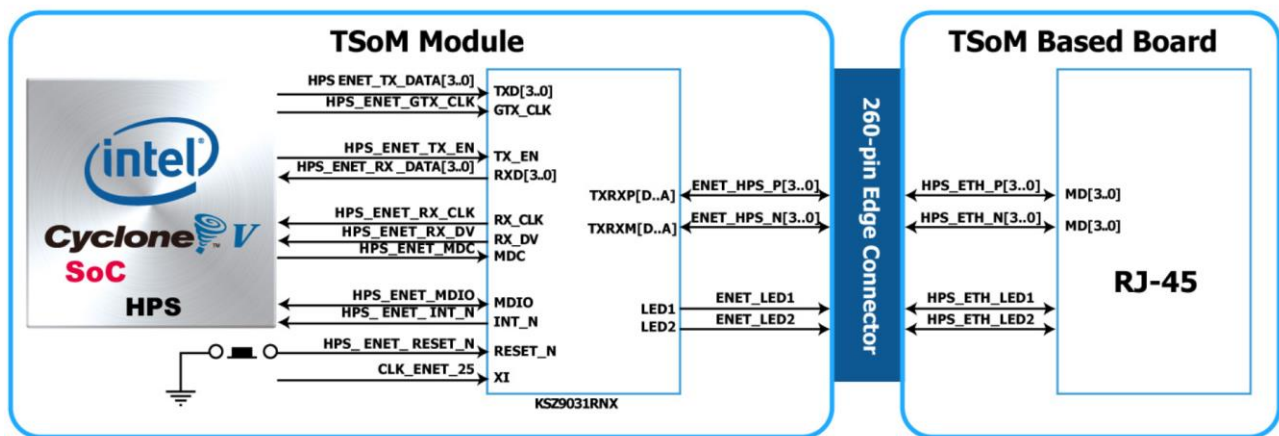 TSoM Module
TSoM Based Board
intel®
Cyclone™ V
SoC
HPS
HPS ENET_TX_DATA[3..0]
HPS_ENET_GTX_CLK
HPS_ENET_TX_EN
HPS_ENET_RX _DATA[3..0]
HPS_ENET_RX_CLK
HPS_ENET_RX_DV
HPS_ENET_MDC
HPS_ENET_MDIO
HPS_ ENET_INT_N
HPS_ ENET_ RESET_N
CLK_ENET_25
TXD[3..0]
GTX_CLK
TX_EN
RXD[3..0]
RX_CLK
RX_DV
MDC
MDIO
INT_N
RESET_N
XI
TXRXP[D..A]
TXRXM[D..A]
LED1
LED2
KSZ9031RNX
ENET_HPS_P[3..0]
ENET_HPS_N[3..0]
ENET_LED1
ENET_LED2
260-pin Edge Connector
HPS_ETH_P[3..0]
HPS_ETH_N[3..0]
HPS_ETH_LED1
HPS_ETH_LED2
MD[3..0]
MD[3..0]
RJ-45